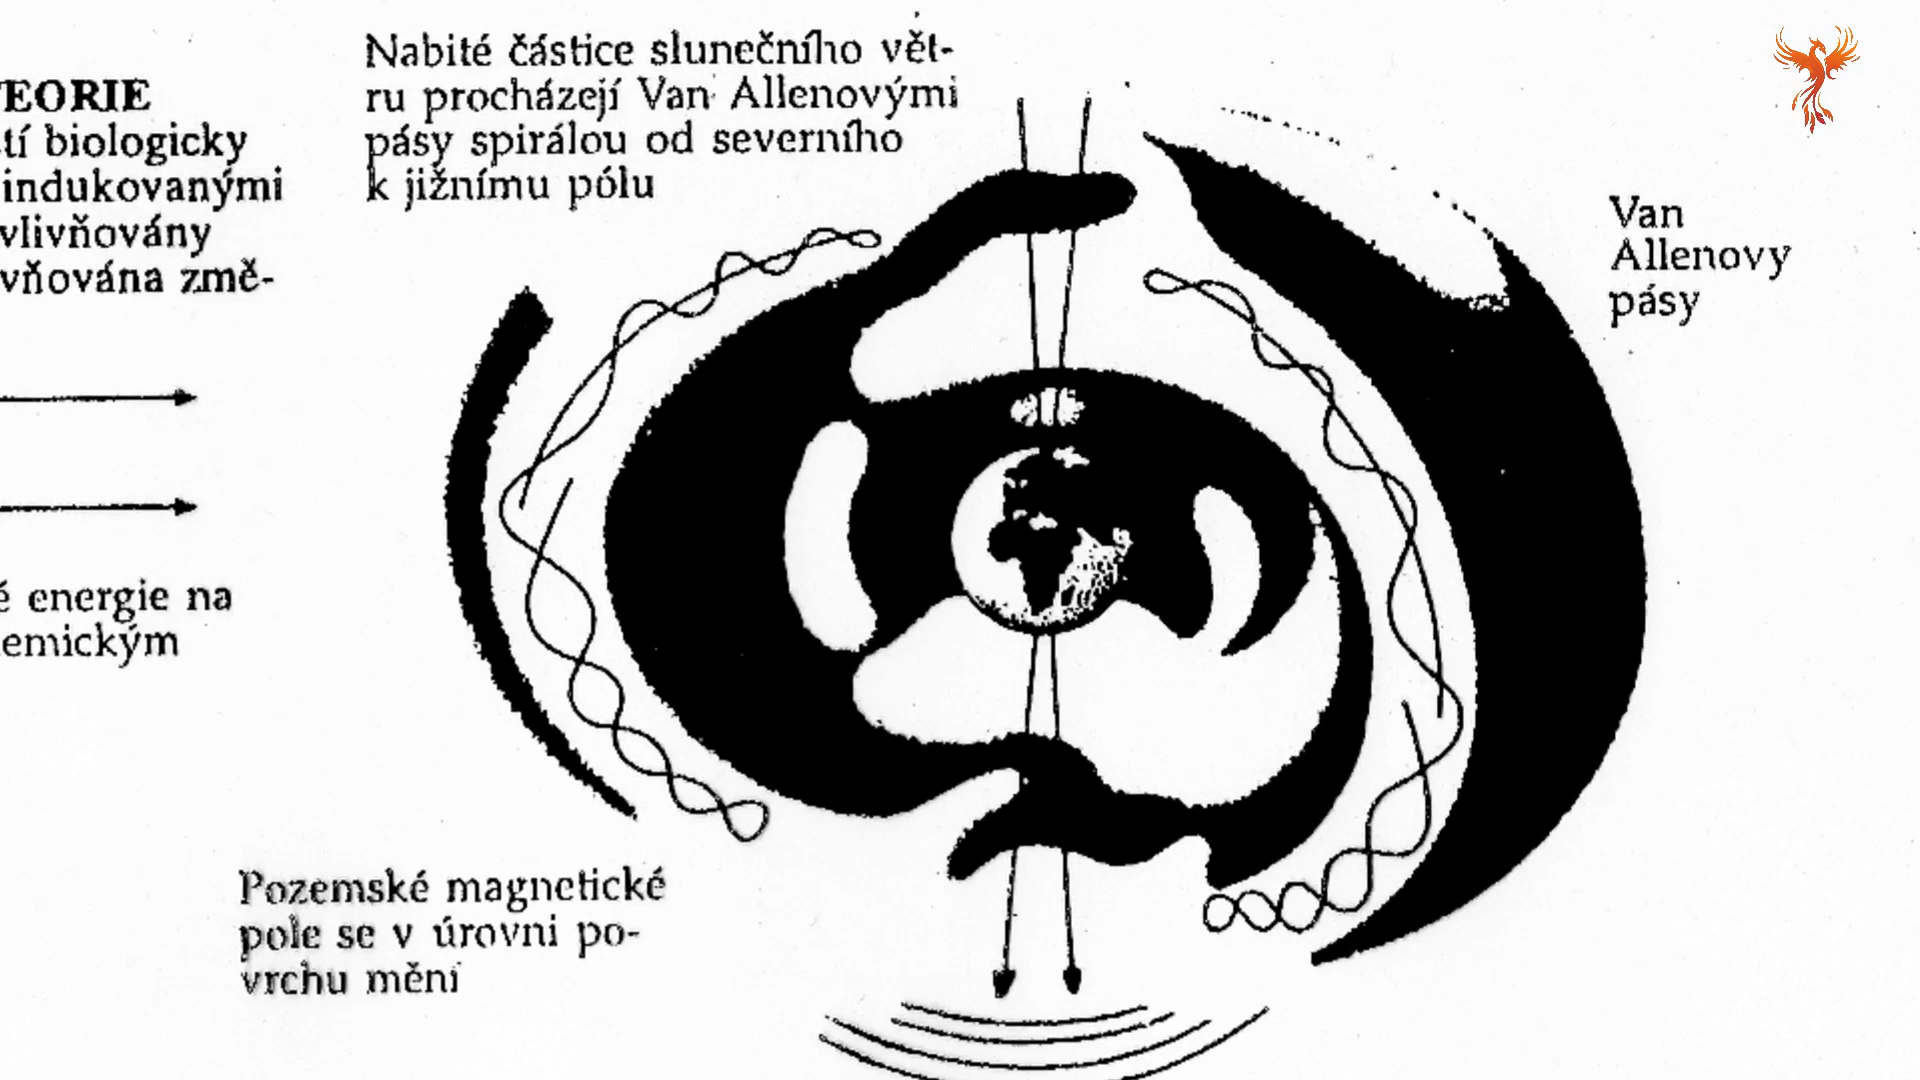 TEORIE
tí biologicky
indukovanými
vlivňovány
vňována změ-
é energie na
emickým
Nabité částice slunečního vět-
ru procházejí Van Allenovými
pásy spirálou od severního
k jižnímu pólu
Van
Allenovy
pásy
Pozemské magnetické
pole se v úrovni po-
vrchu mění